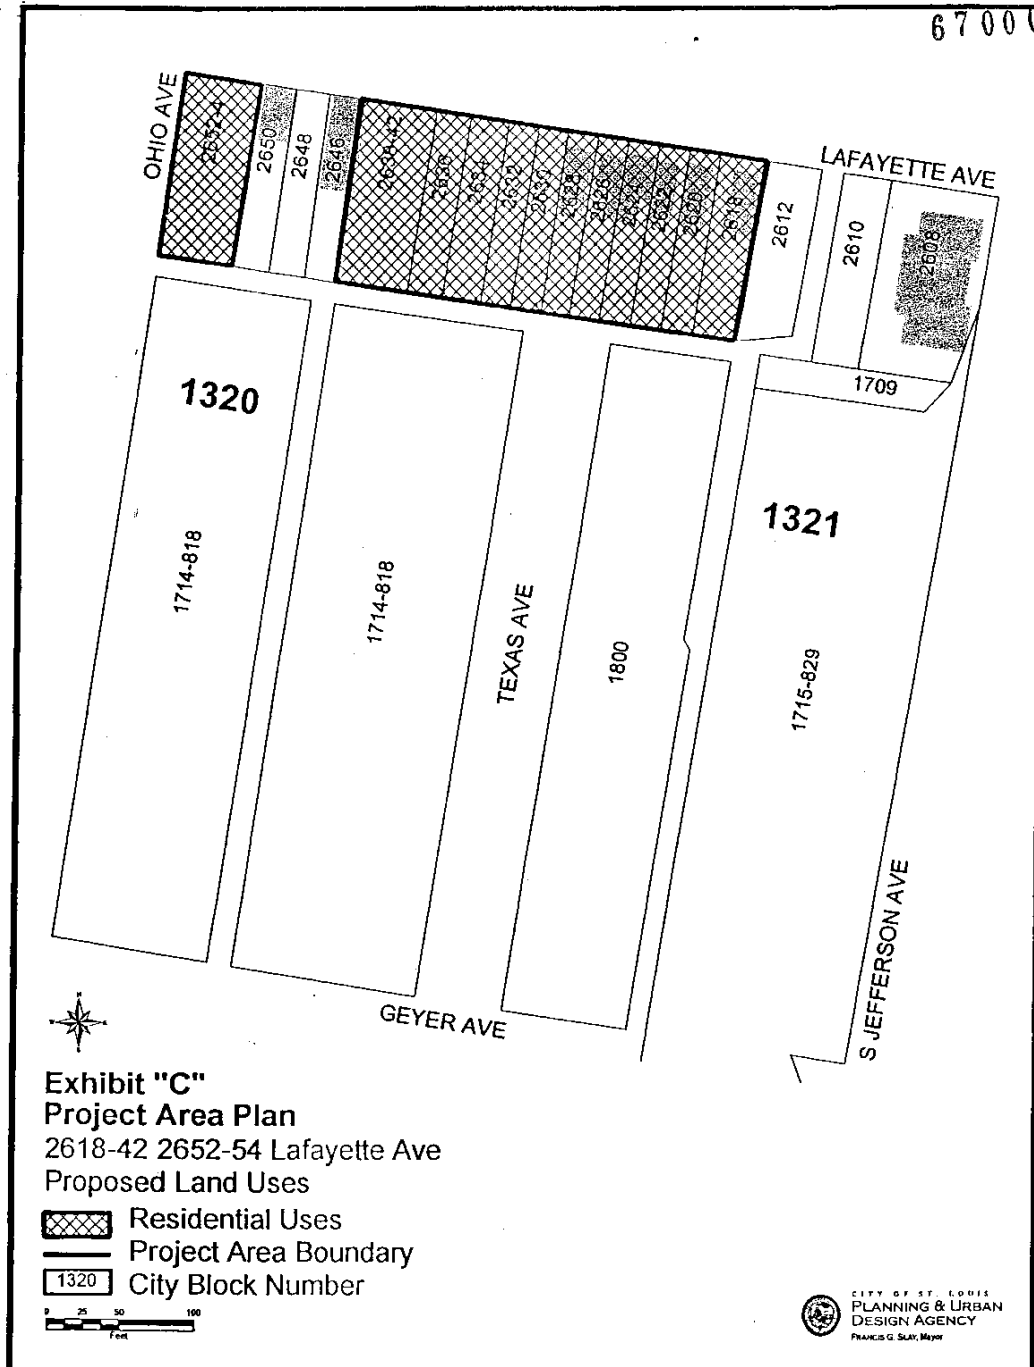 6700
OHIO AVE
LAFAYETTE AVE
2652-4
2650
2648
2646
2638-42
2636
2634
2632
2630
2628
2626
2624
2622
2620
2618
2612
2610
2608
1709
1320
1321
1714-818
1714-818
TEXAS AVE
1800
1715-829
S JEFFERSON AVE
GEYER AVE
Exhibit "C"
Project Area Plan
2618-42 2652-54 Lafayette Ave
Proposed Land Uses
Residential Uses
Project Area Boundary
1320 City Block Number
0 25 50 100
Feet
CITY OF ST. LOUIS
PLANNING & URBAN
DESIGN AGENCY
FRANCIS G. SLAY, Mayor